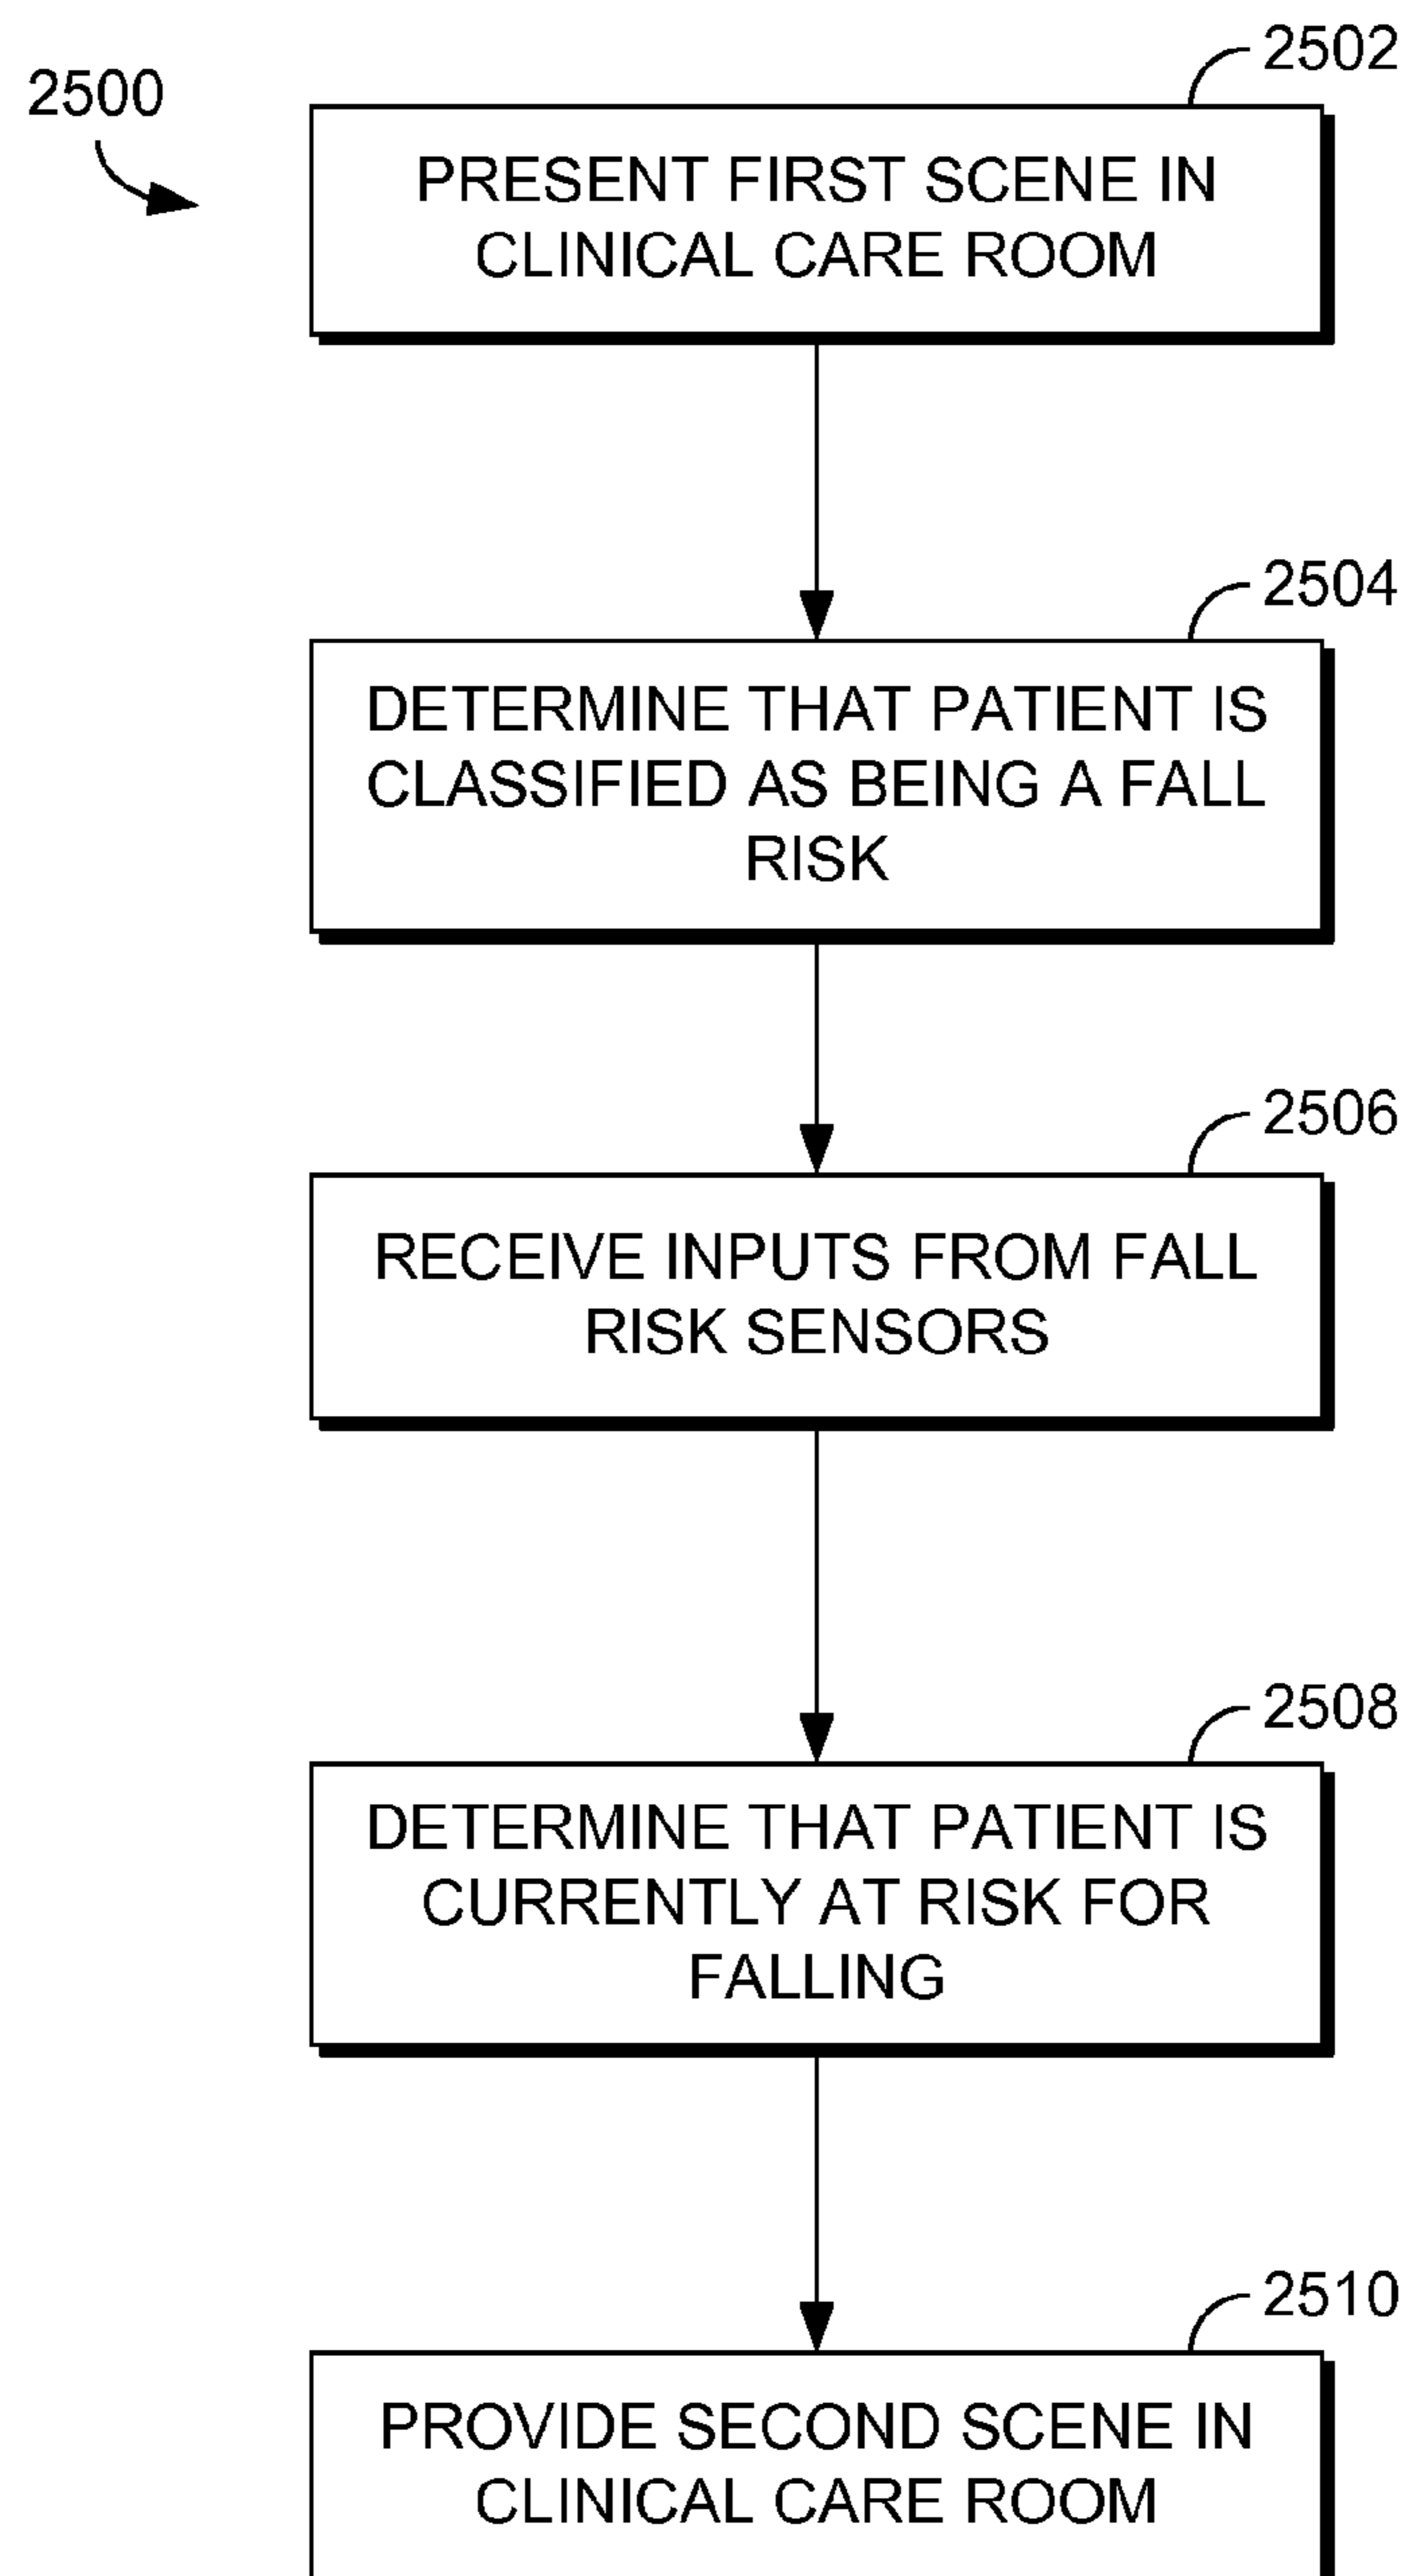 2500
2502
PRESENT FIRST SCENE IN
CLINICAL CARE ROOM
2504
DETERMINE THAT PATIENT IS
CLASSIFIED AS BEING A FALL
RISK
2506
RECEIVE INPUTS FROM FALL
RISK SENSORS
2508
DETERMINE THAT PATIENT IS
CURRENTLY AT RISK FOR
FALLING
2510
PROVIDE SECOND SCENE IN
CLINICAL CARE ROOM